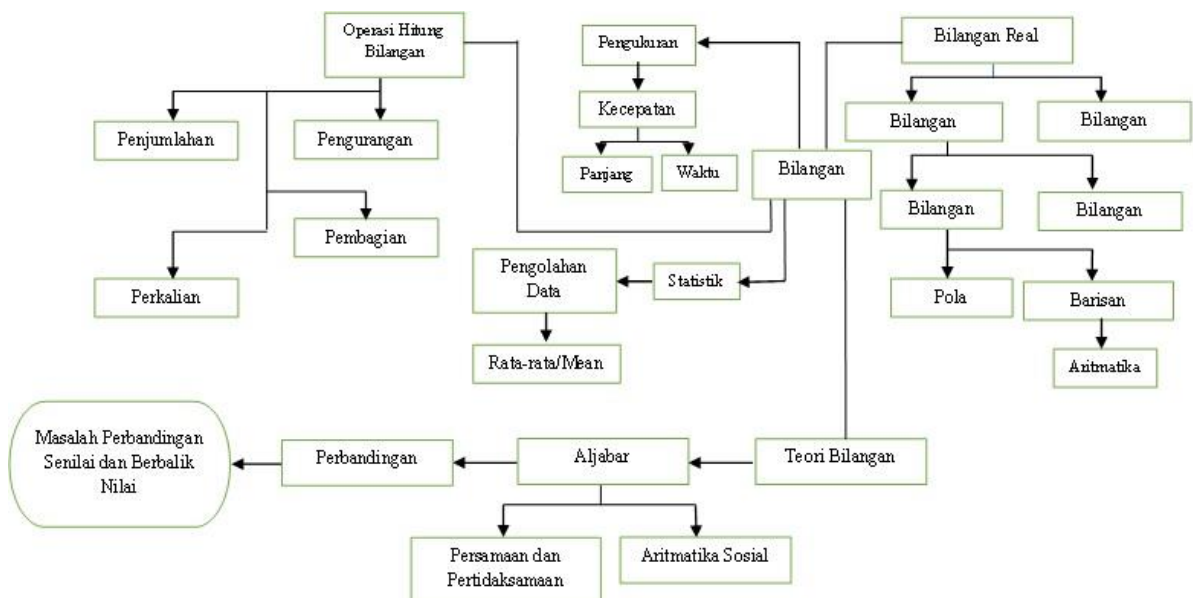 Operasi Hitung
Bilangan
Pengukuran
Bilangan Real
Kecepatan
Bilangan
Bilangan
Penjumlahan
Pengurangan
Panjang
Waktu
Bilangan
Bilangan
Bilangan
Pembagian
Perkalian
Pengolahan
Data
Statistik
Pola
Barisan
Rata-rata/Mean
Aritmatika
Masalah Perbandingan
Senilai dan Berbalik
Nilai
Perbandingan
Aljabar
Teori Bilangan
Persamaan dan
Pertidaksamaan
Aritmatika Sosial